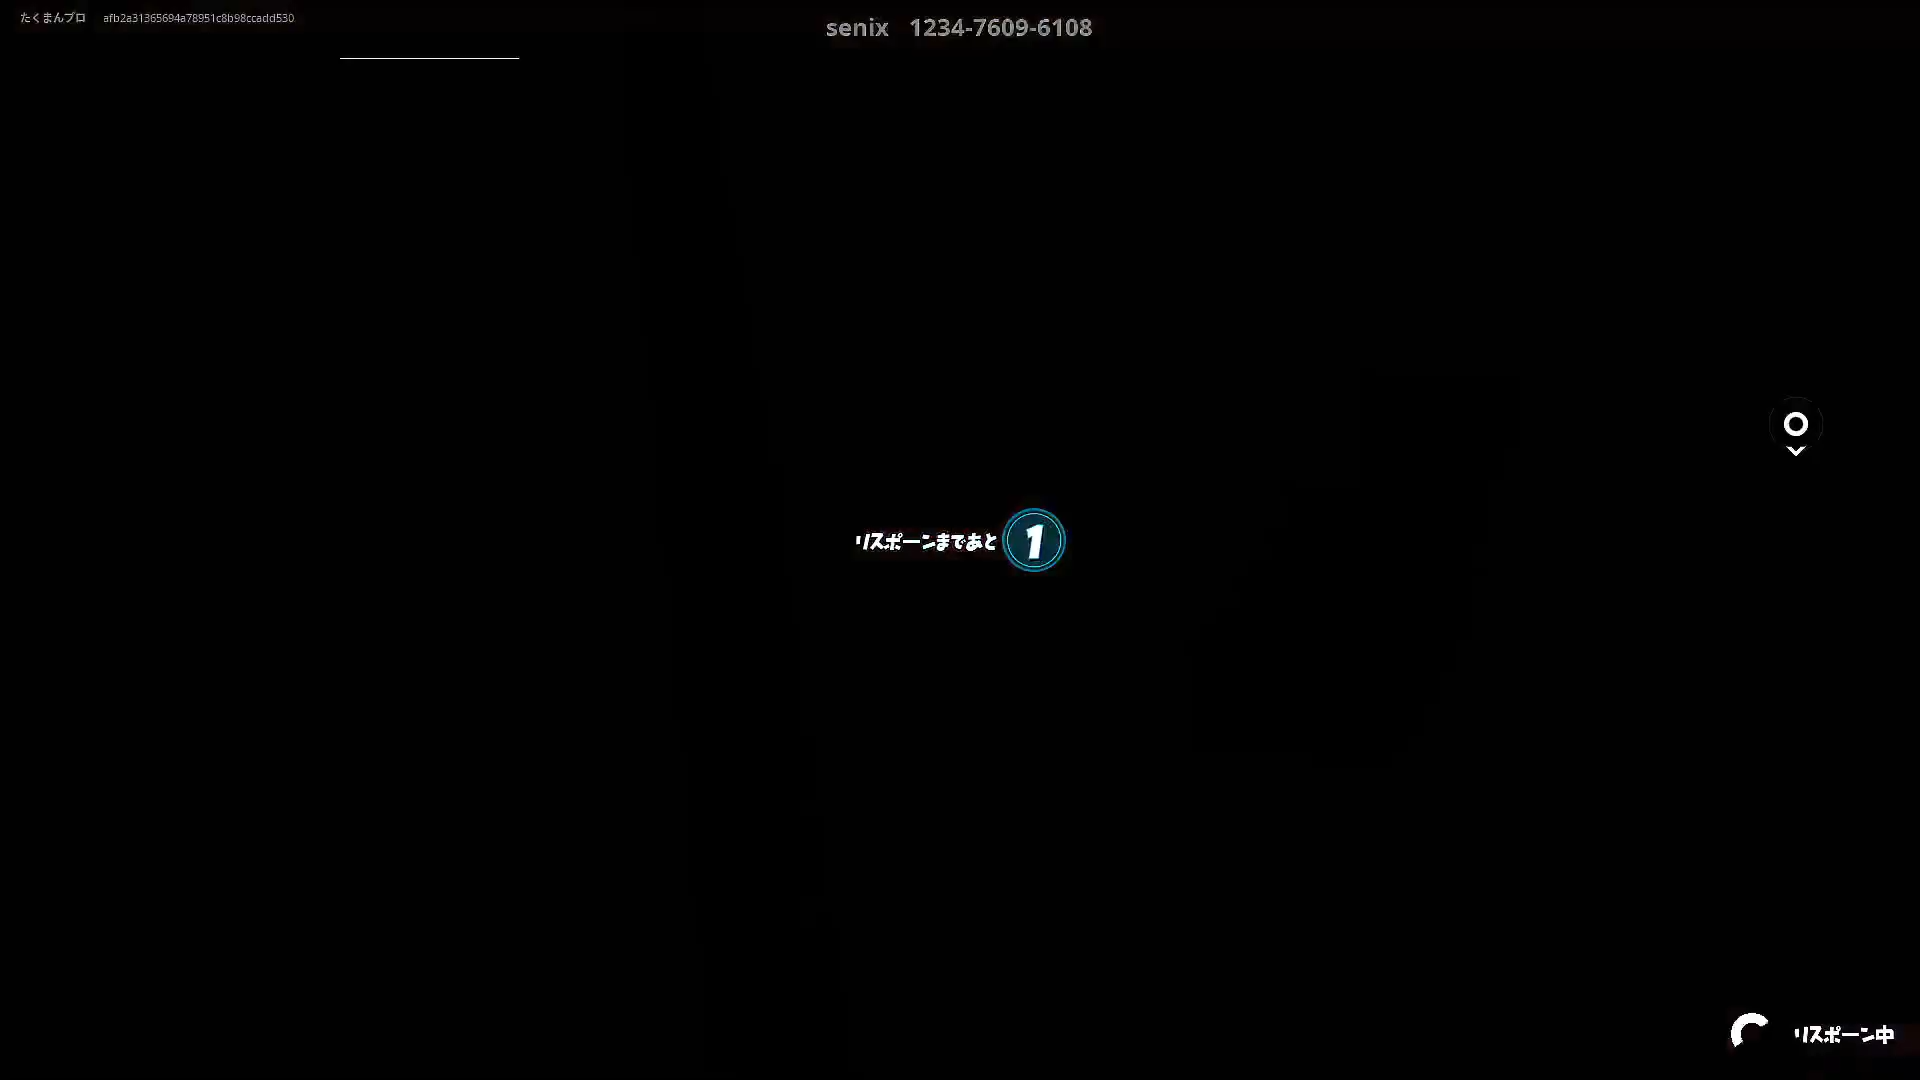 たくまんプロ afb2a31365694a78951c8b98ccadd530
senix 1234-7609-6108
リスポーンまであと 1
リスポーン中